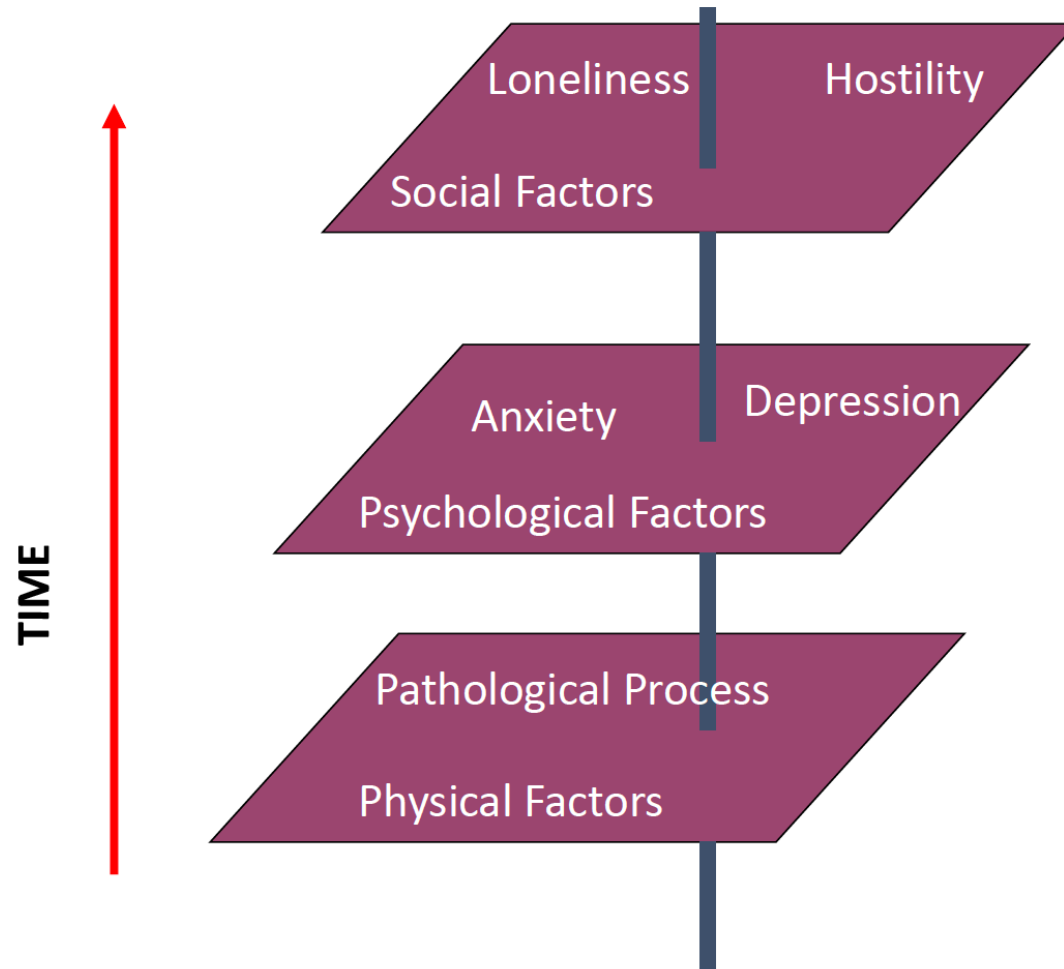 Loneliness
Hostility
Social Factors
Anxiety
Depression
Psychological Factors
TIME
Pathological Process
Physical Factors